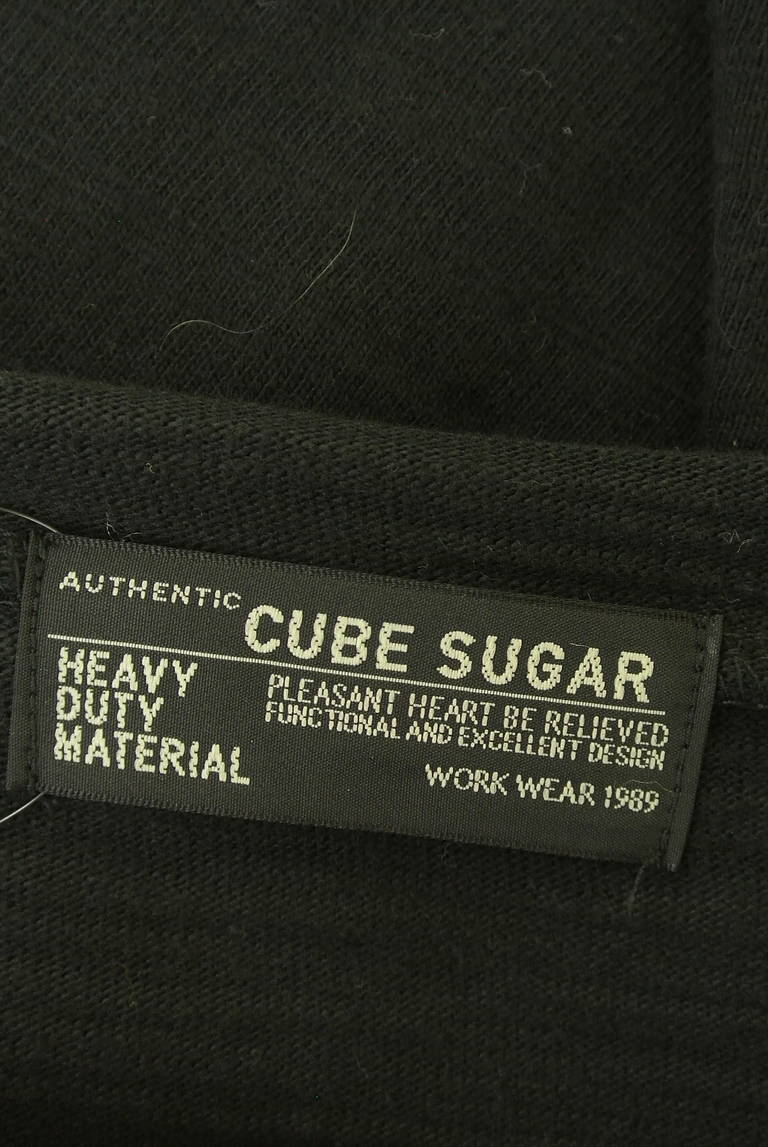 AUTHENTIC
CUBE SUGAR
HEAVY
DUTY
MATERIAL
PLEASANT HEART BE RELIEVED
FUNCTIONAL AND EXCELLENT DESIGN
WORK WEAR 1989